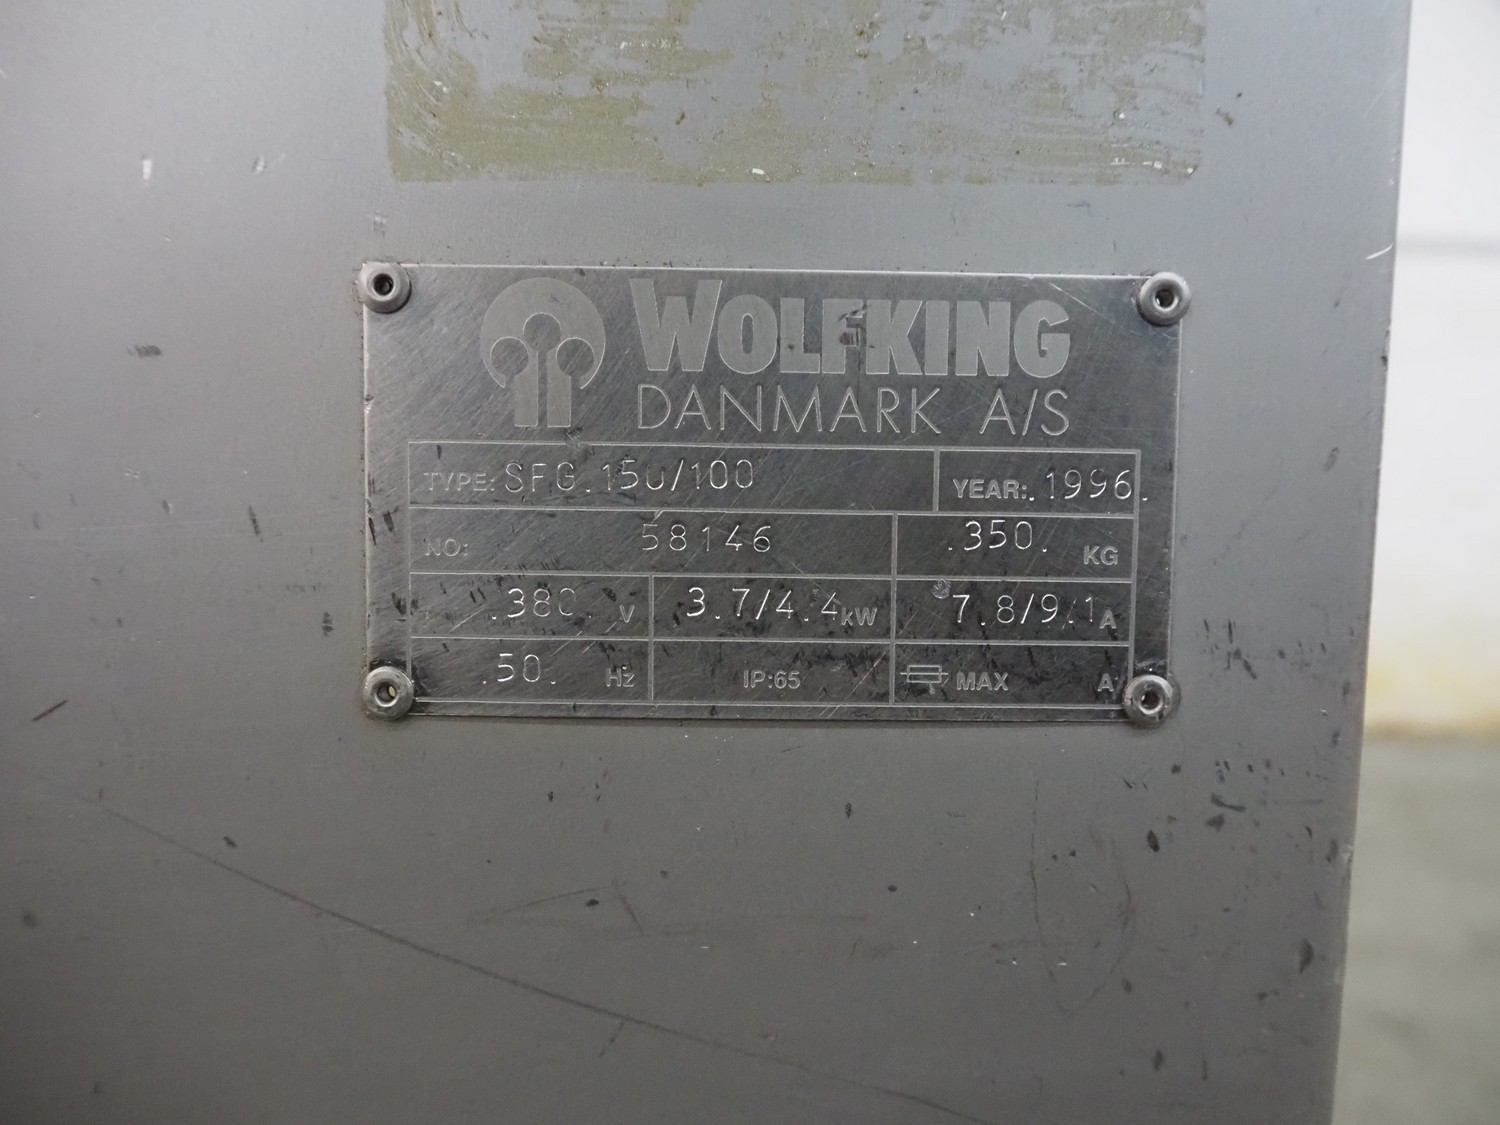 WOLFKING
DANMARK A/S
TYPE: SFG.150/100 YEAR:.1996.
NO: 58146 .350. KG
.380. V 3.7/4.4 kW 7.8/9.1 A
.50. Hz IP:65 MAX A